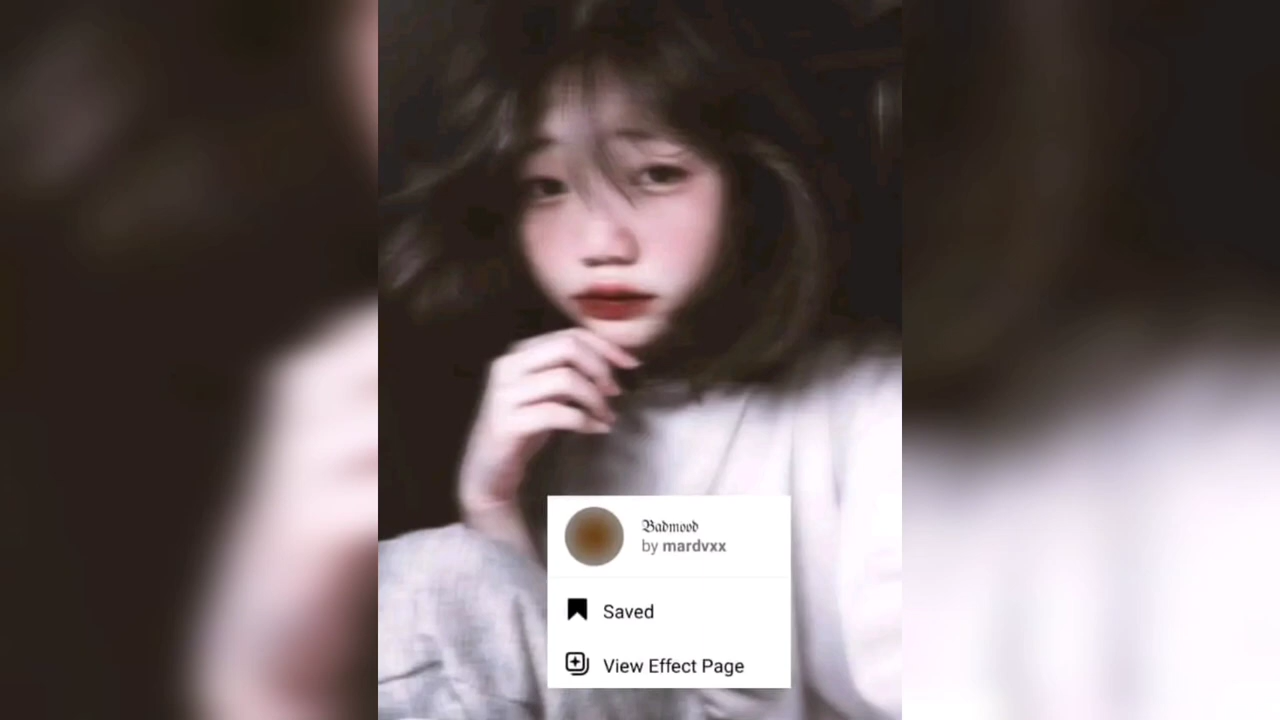 𝔅𝔞𝔡𝔪𝔬𝔬𝔡
by mardvxx
Saved
View Effect Page